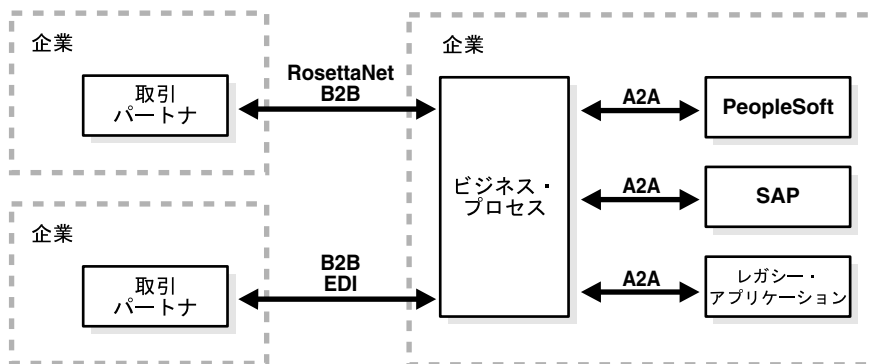 企業
取引
パートナ
RosettaNet
B2B
企業
取引
パートナ
B2B
EDI
企業
ビジネス・
プロセス
A2A
PeopleSoft
A2A
SAP
A2A
レガシー・
アプリケーション